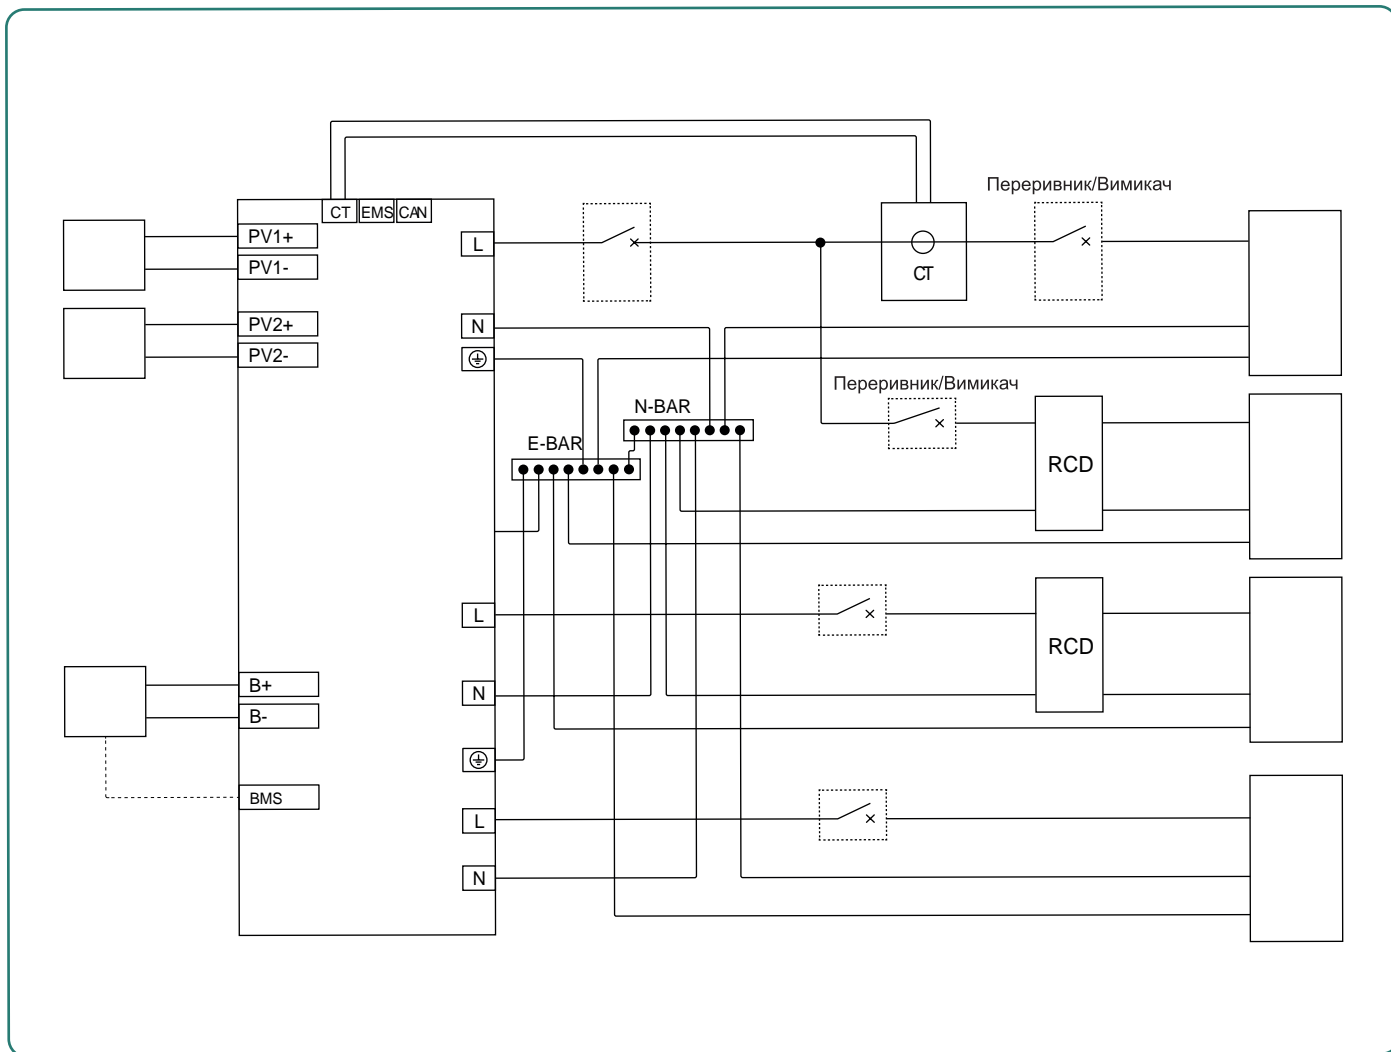 Переривник/Вимикач
CT
EMS
CAN
PV1+
L
PV1-
CT
PV2+
N
PV2-
Переривник/Вимикач
N-BAR
E-BAR
RCD
L
RCD
B+
N
B-
BMS
L
N